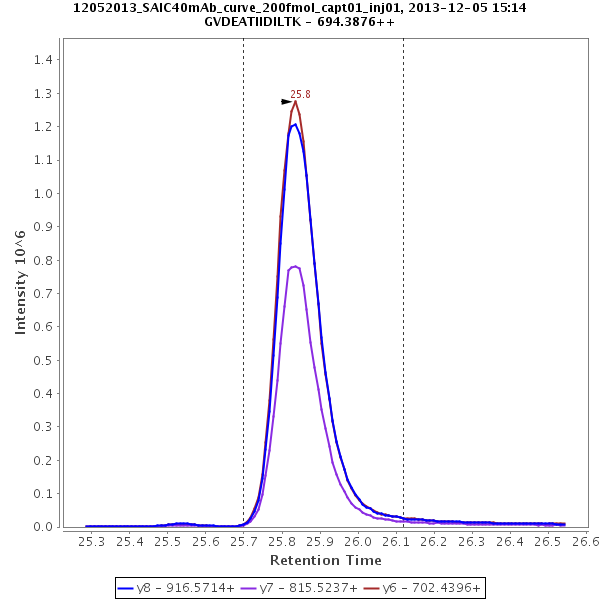 12052013_SAIC40mAb_curve_200fmol_capt01_inj01, 2013-12-05 15:14
GVDEATIIDILTK - 694.3876++
25.8
1.4
1.3
1.2
1.1
1.0
0.9
0.8
0.7
0.6
0.5
0.4
0.3
0.2
0.1
0.0
Intensity 10^6
25.3 25.4 25.5 25.6 25.7 25.8 25.9 26.0 26.1 26.2 26.3 26.4 26.5 26.6
Retention Time
y8 - 916.5714+ y7 - 815.5237+ y6 - 702.4396+